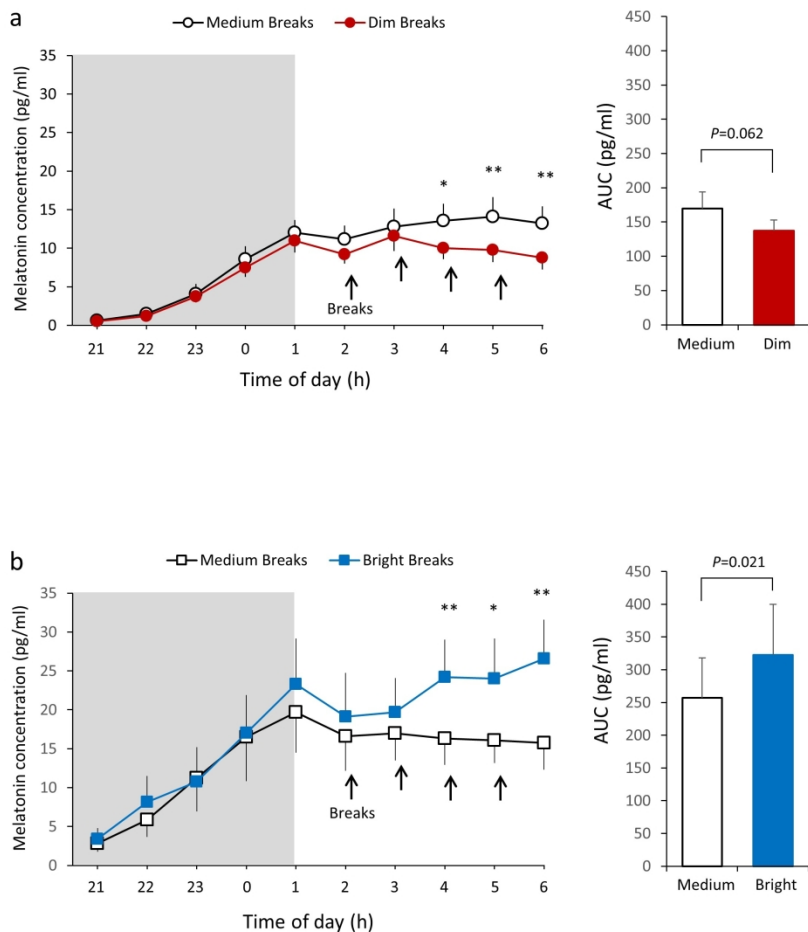 a
Medium Breaks Dim Breaks
Melatonin concentration (pg/ml)
35
30
25
20
15
10
5
0
* ** **
Breaks
21 22 23 0 1 2 3 4 5 6
Time of day (h)
AUC (pg/ml)
450
400
350
300
250
200
150
100
50
0
P=0.062
Medium Dim
b
Medium Breaks Bright Breaks
Melatonin concentration (pg/ml)
35
30
25
20
15
10
5
0
** * **
Breaks
21 22 23 0 1 2 3 4 5 6
Time of day (h)
AUC (pg/ml)
450
400
350
300
250
200
150
100
50
0
P=0.021
Medium Bright